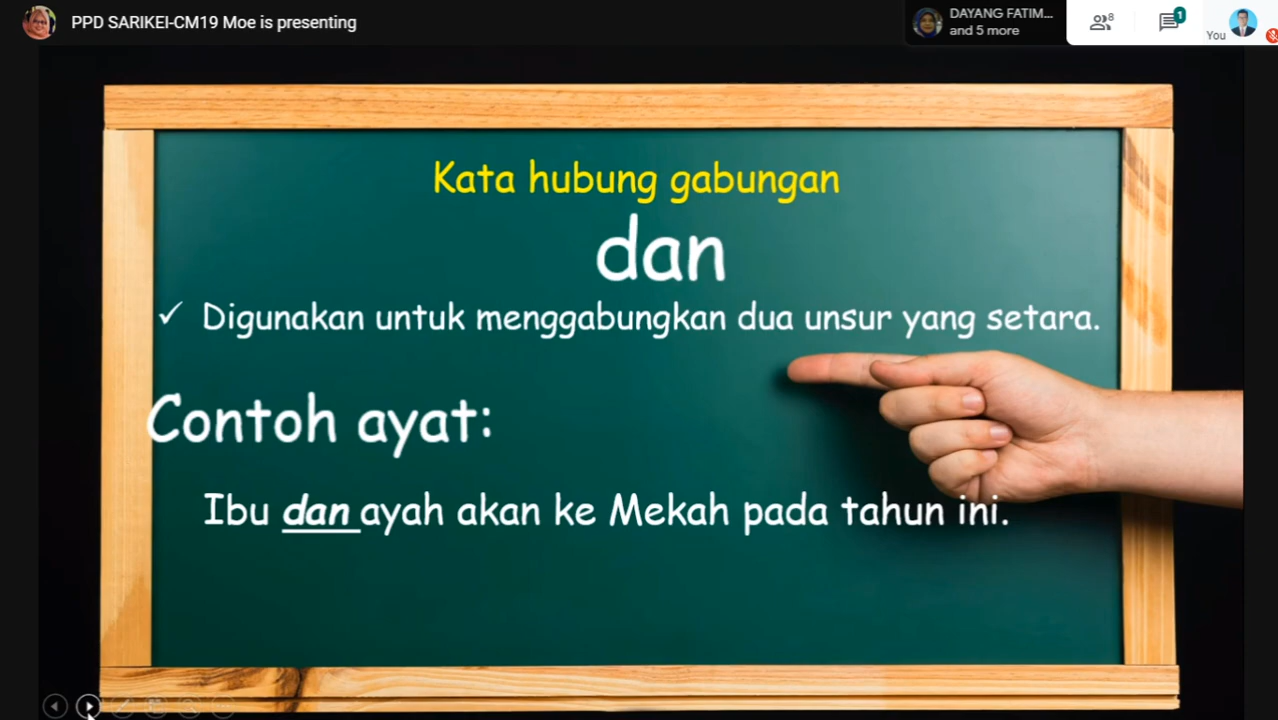 PPD SARIKEI-CM19 Moe is presenting
DAYANG FATIM...
and 5 more
8
1
You
Kata hubung gabungan
dan
✓ Digunakan untuk menggabungkan dua unsur yang setara.
Contoh ayat:
Ibu dan ayah akan ke Mekah pada tahun ini.